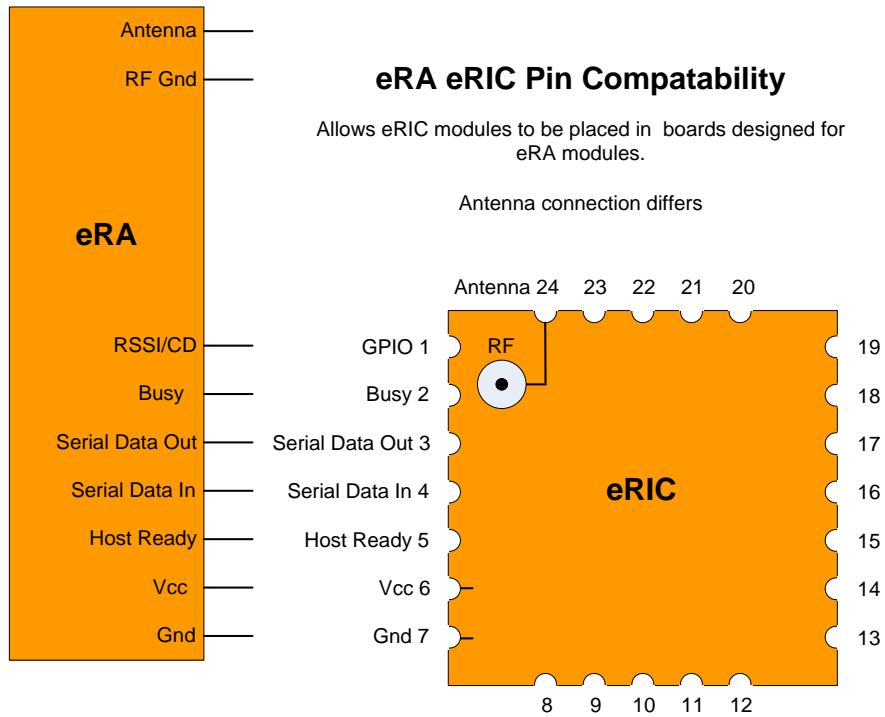 Antenna
RF Gnd
eRA
RSSI/CD
Busy
Serial Data Out
Serial Data In
Host Ready
Vcc
Gnd
eRA eRIC Pin Compatability
Allows eRIC modules to be placed in boards designed for
eRA modules.
Antenna connection differs
Antenna 24 23 22 21 20
GPIO 1
Busy 2
Serial Data Out 3
Serial Data In 4
Host Ready 5
Vcc 6
Gnd 7
RF
eRIC
19
18
17
16
15
14
13
8 9 10 11 12